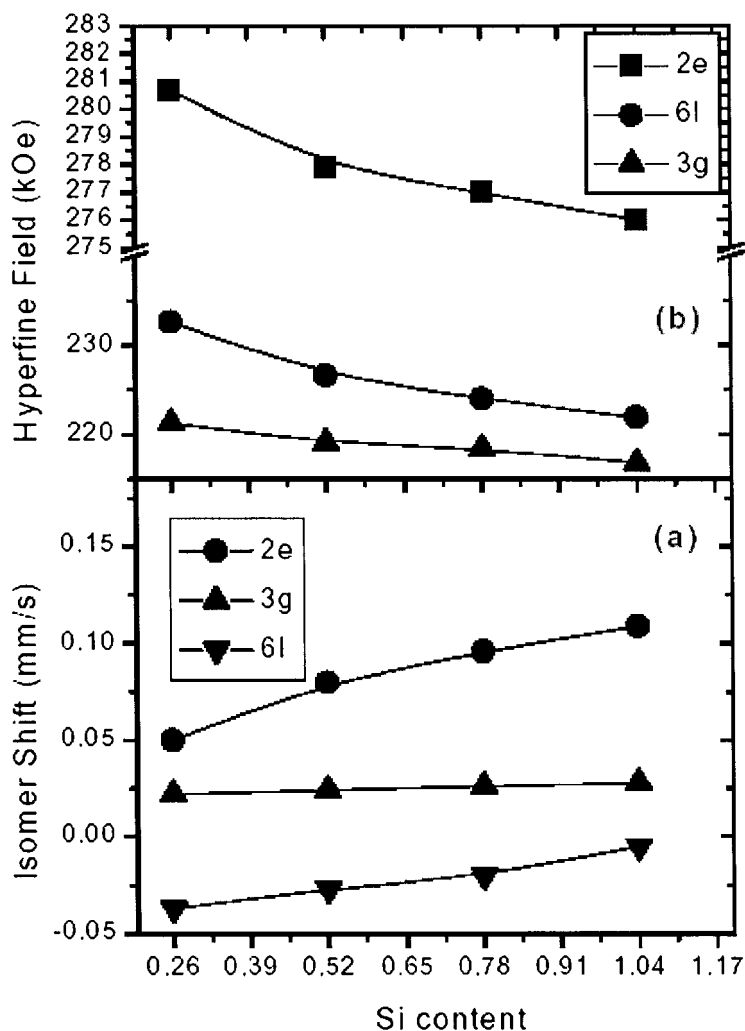 283
282
281
280
279
278
277
276
275
230
220
Hyperfine Field (kOe)
2e
6l
3g
(b)
0.15
0.10
0.05
0.00
-0.05
Isomer Shift (mm/s)
2e
3g
6l
(a)
0.26 0.39 0.52 0.65 0.78 0.91 1.04 1.17
Si content